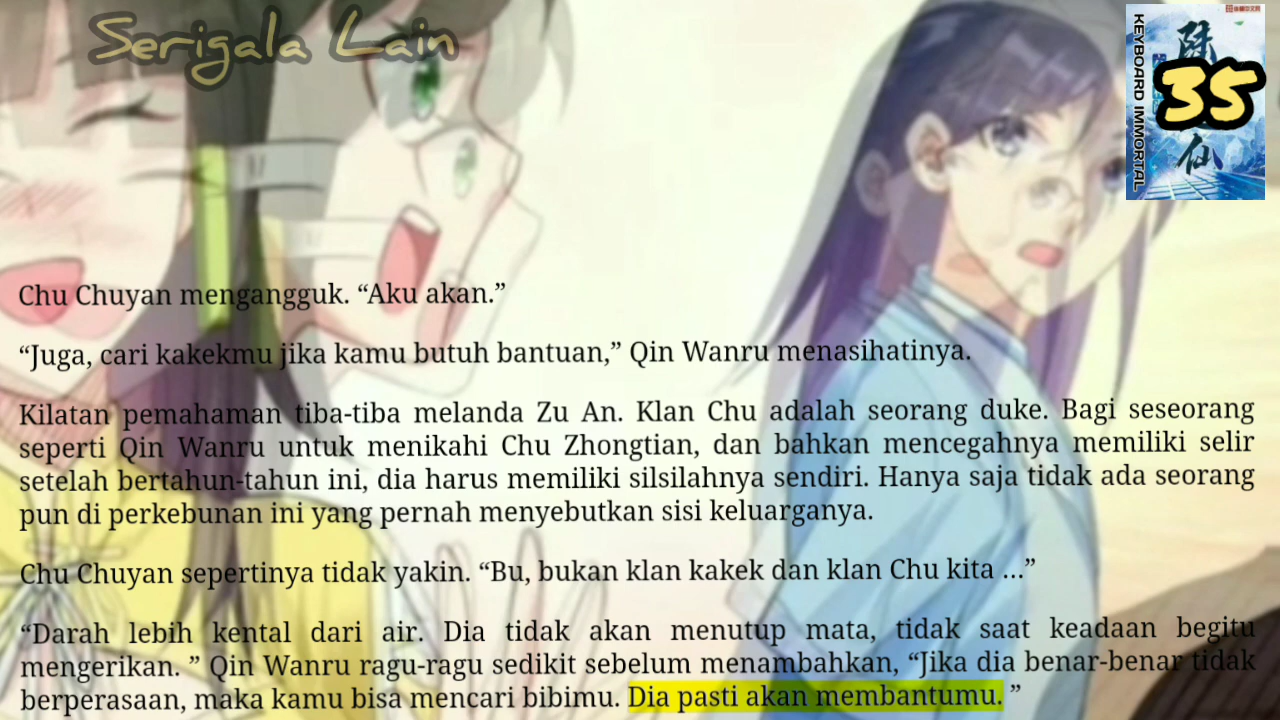 Serigala Lain
KEYBOARD IMMORTAL
35
仙
Chu Chuyan mengangguk. “Aku akan.”
“Juga, cari kakekmu jika kamu butuh bantuan,” Qin Wanru menasihatinya.
Kilatan pemahaman tiba-tiba melanda Zu An. Klan Chu adalah seorang duke. Bagi seseorang
seperti Qin Wanru untuk menikahi Chu Zhongtian, dan bahkan mencegahnya memiliki selir
setelah bertahun-tahun ini, dia harus memiliki silsilahnya sendiri. Hanya saja tidak ada seorang
pun di perkebunan ini yang pernah menyebutkan sisi keluarganya.
Chu Chuyan sepertinya tidak yakin. “Bu, bukan klan kakek dan klan Chu kita ...”
“Darah lebih kental dari air. Dia tidak akan menutup mata, tidak saat keadaan begitu
mengerikan. ” Qin Wanru ragu-ragu sedikit sebelum menambahkan, “Jika dia benar-benar tidak
berperasaan, maka kamu bisa mencari bibimu. Dia pasti akan membantumu. ”